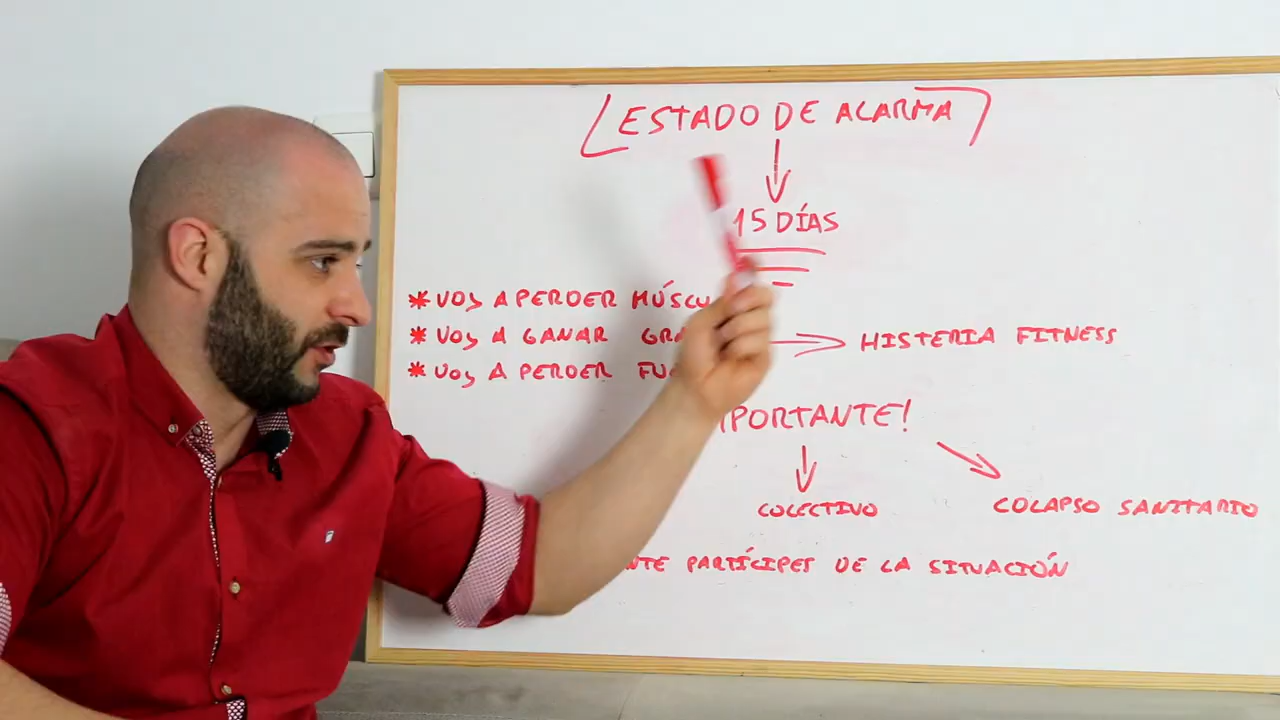 ESTADO DE ALARMA
15 DÍAS
* VOY A PERDER
* VOY A GANAR
* VOY A PERDER
HISTERIA FITNESS
COLECTIVO
COLAPSO SANITARIO
PARTÍCIPES DE LA SITUACIÓN